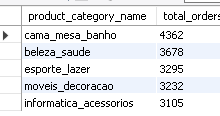 product_category_name total_orders
cama_mesa_banho 4362
beleza_saude 3678
esporte_lazer 3295
moveis_decoracao 3232
informatica_acessorios 3105